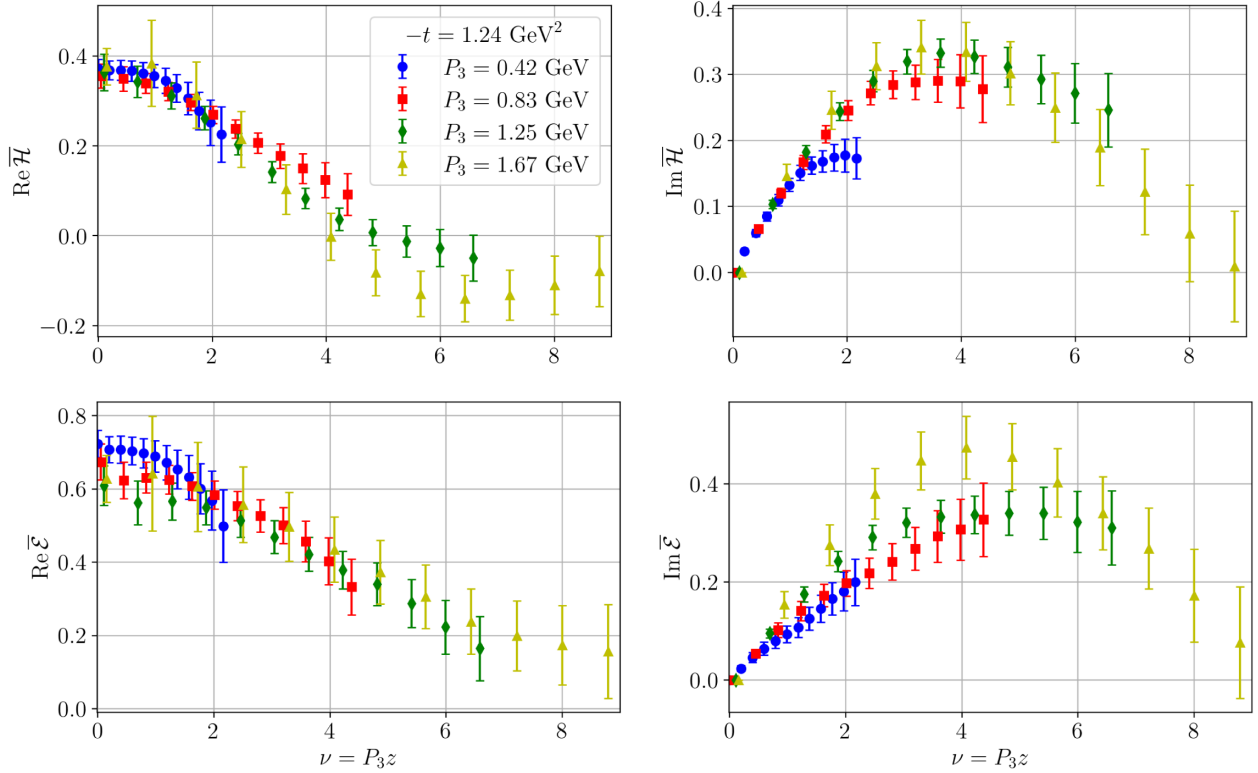 −t = 1.24 GeV²
P₃ = 0.42 GeV
P₃ = 0.83 GeV
P₃ = 1.25 GeV
P₃ = 1.67 GeV
Re ℋ̅
0.4
0.2
0.0
−0.2
0 2 4 6 8
Im ℋ̅
0.4
0.3
0.2
0.1
0.0
0 2 4 6 8
Re ℰ̅
0.8
0.6
0.4
0.2
0.0
0 2 4 6 8
ν = P₃z
Im ℰ̅
0.4
0.2
0.0
0 2 4 6 8
ν = P₃z